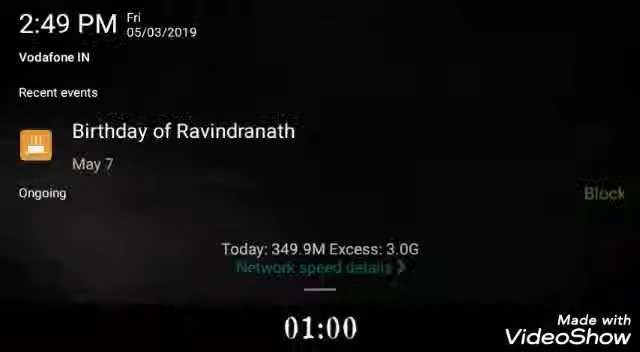 2:49 PM Fri 05/03/2019
Vodafone IN
Recent events
Birthday of Ravindranath
May 7
Ongoing
Block
Today: 349.9M Excess: 3.0G
Network speed details
01:00
Made with
VideoShow